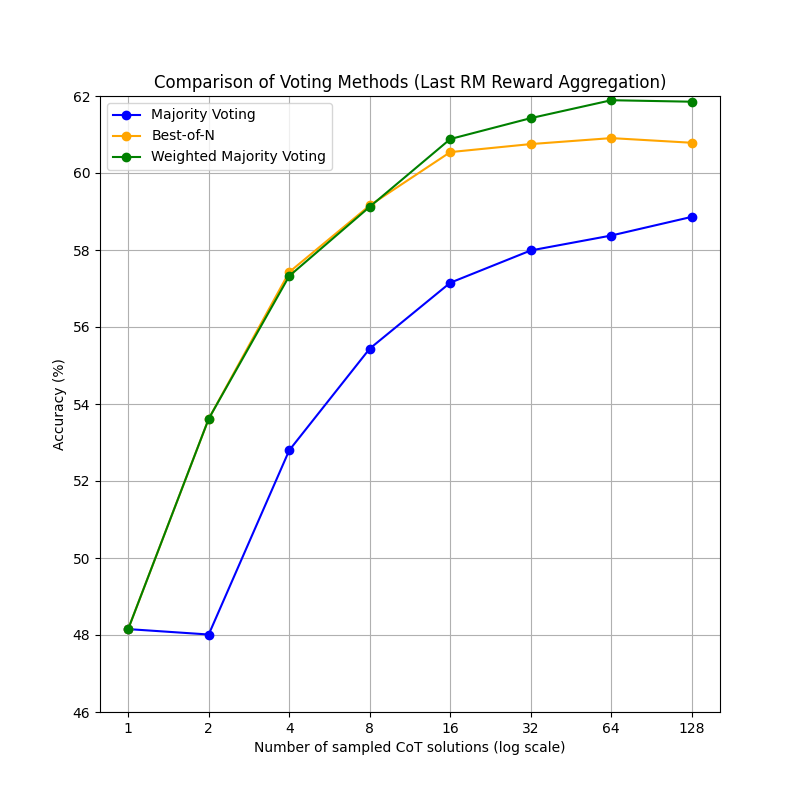 Comparison of Voting Methods (Last RM Reward Aggregation)
Majority Voting
Best-of-N
Weighted Majority Voting
62
60
58
56
54
52
50
48
46
Accuracy (%)
1 2 4 8 16 32 64 128
Number of sampled CoT solutions (log scale)